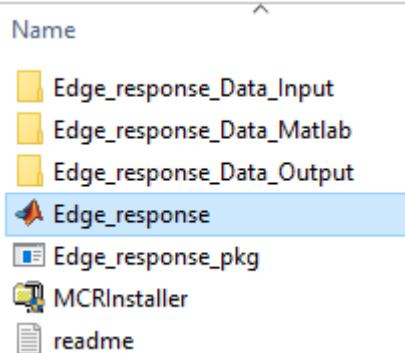 Name
Edge_response_Data_Input
Edge_response_Data_Matlab
Edge_response_Data_Output
Edge_response
Edge_response_pkg
MCRInstaller
readme